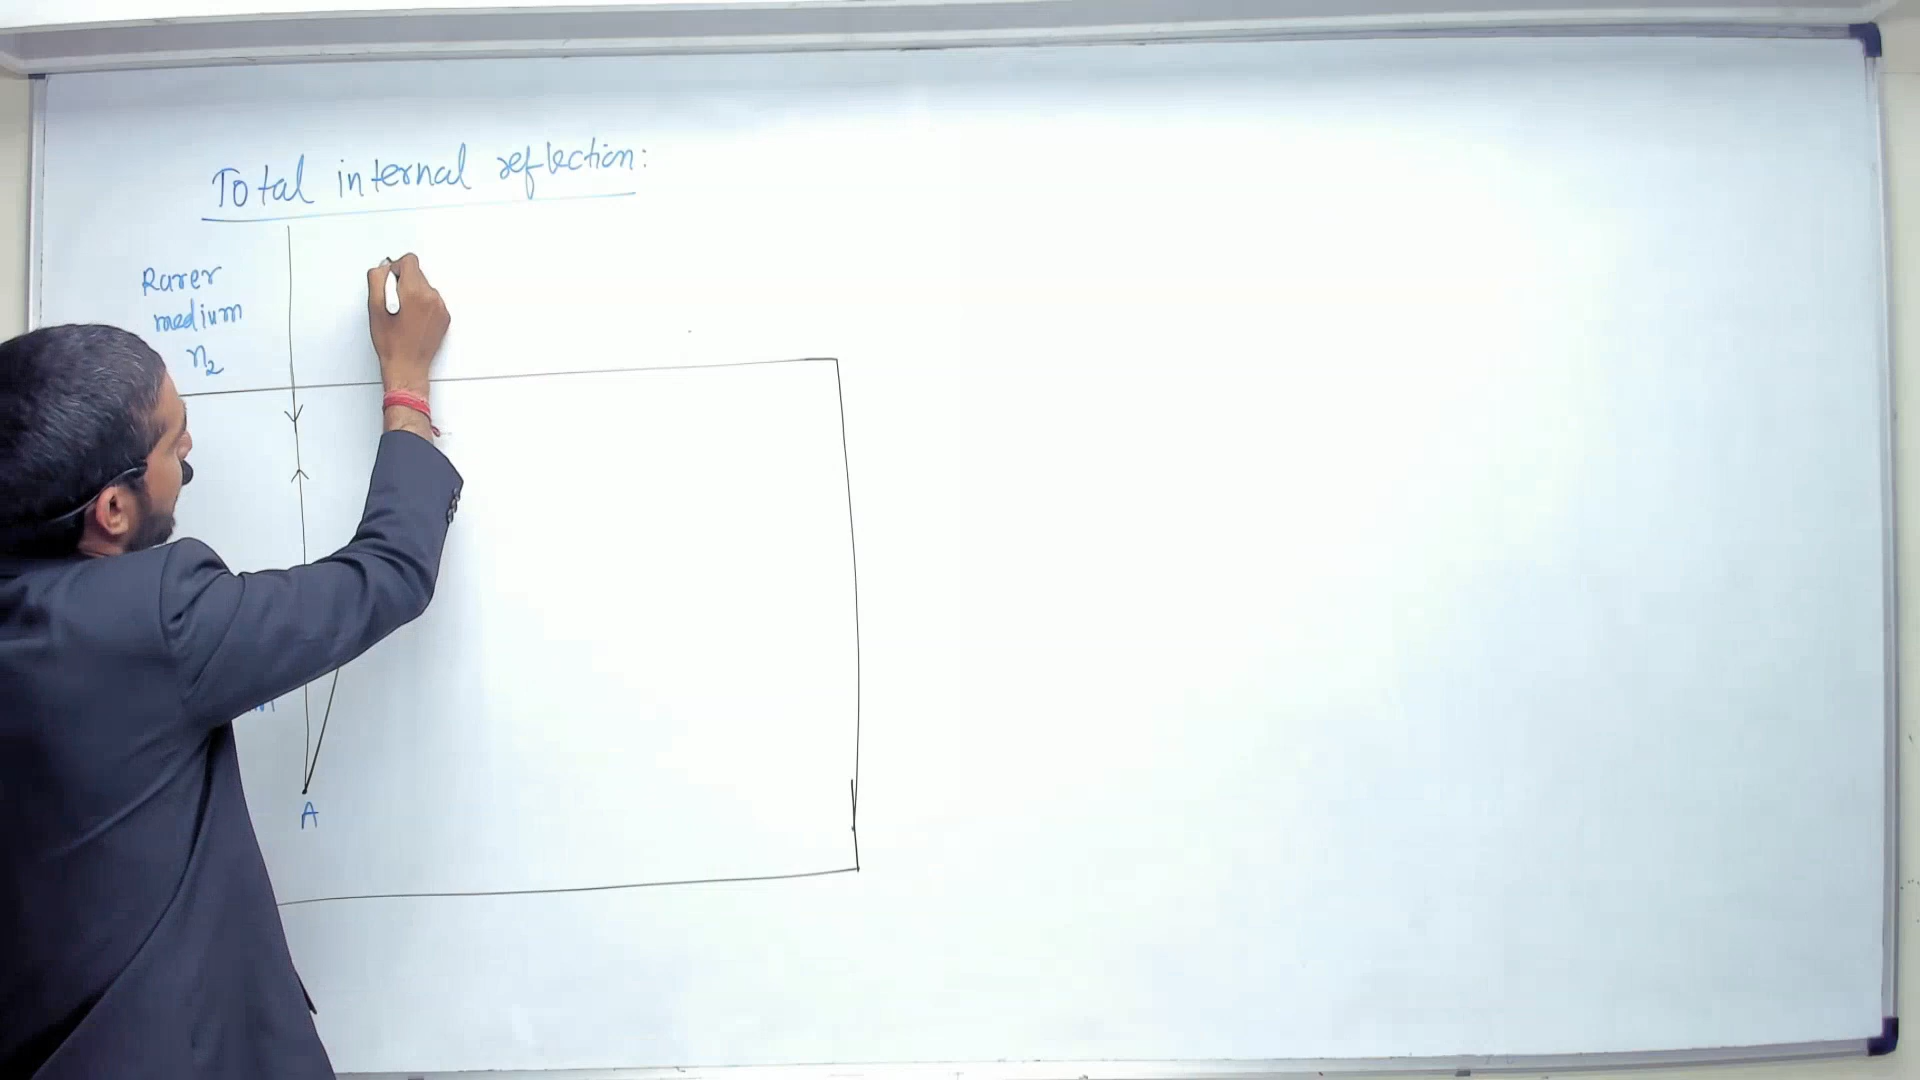 Total internal reflection:
Rarer
medium
n₂
A